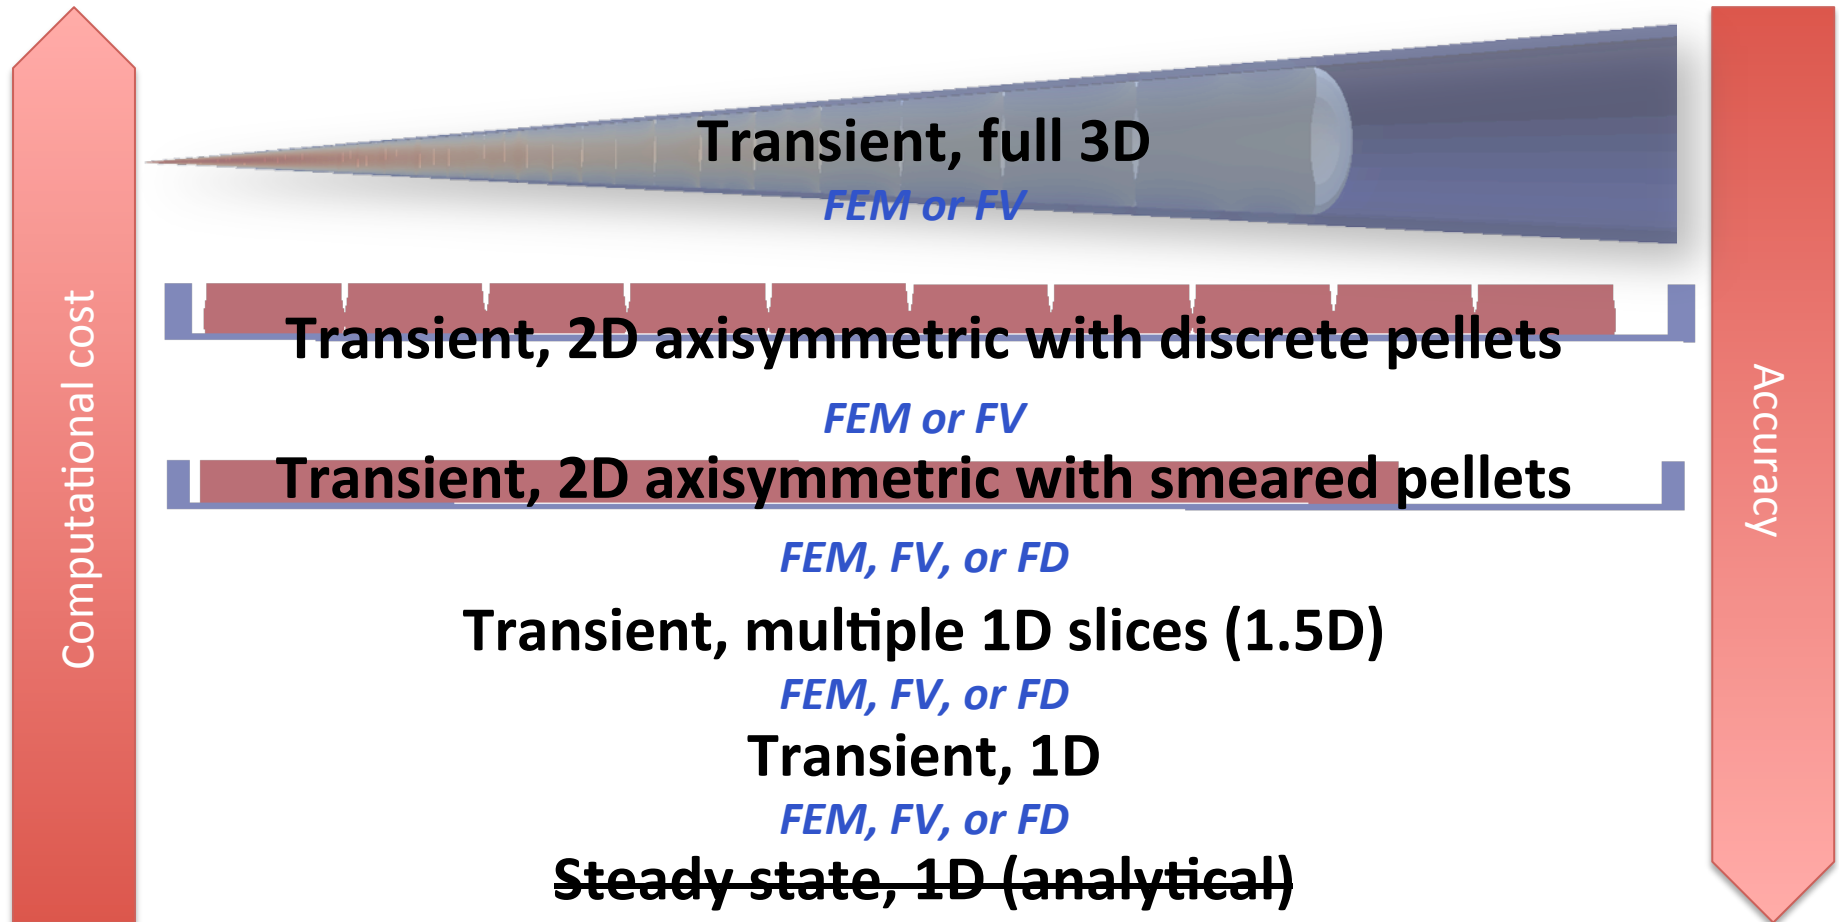 Transient, full 3D
FEM or FV
Transient, 2D axisymmetric with discrete pellets
FEM or FV
Transient, 2D axisymmetric with smeared pellets
FEM, FV, or FD
Transient, multiple 1D slices (1.5D)
FEM, FV, or FD
Transient, 1D
FEM, FV, or FD
Steady state, 1D (analytical)
Computational cost
Accuracy